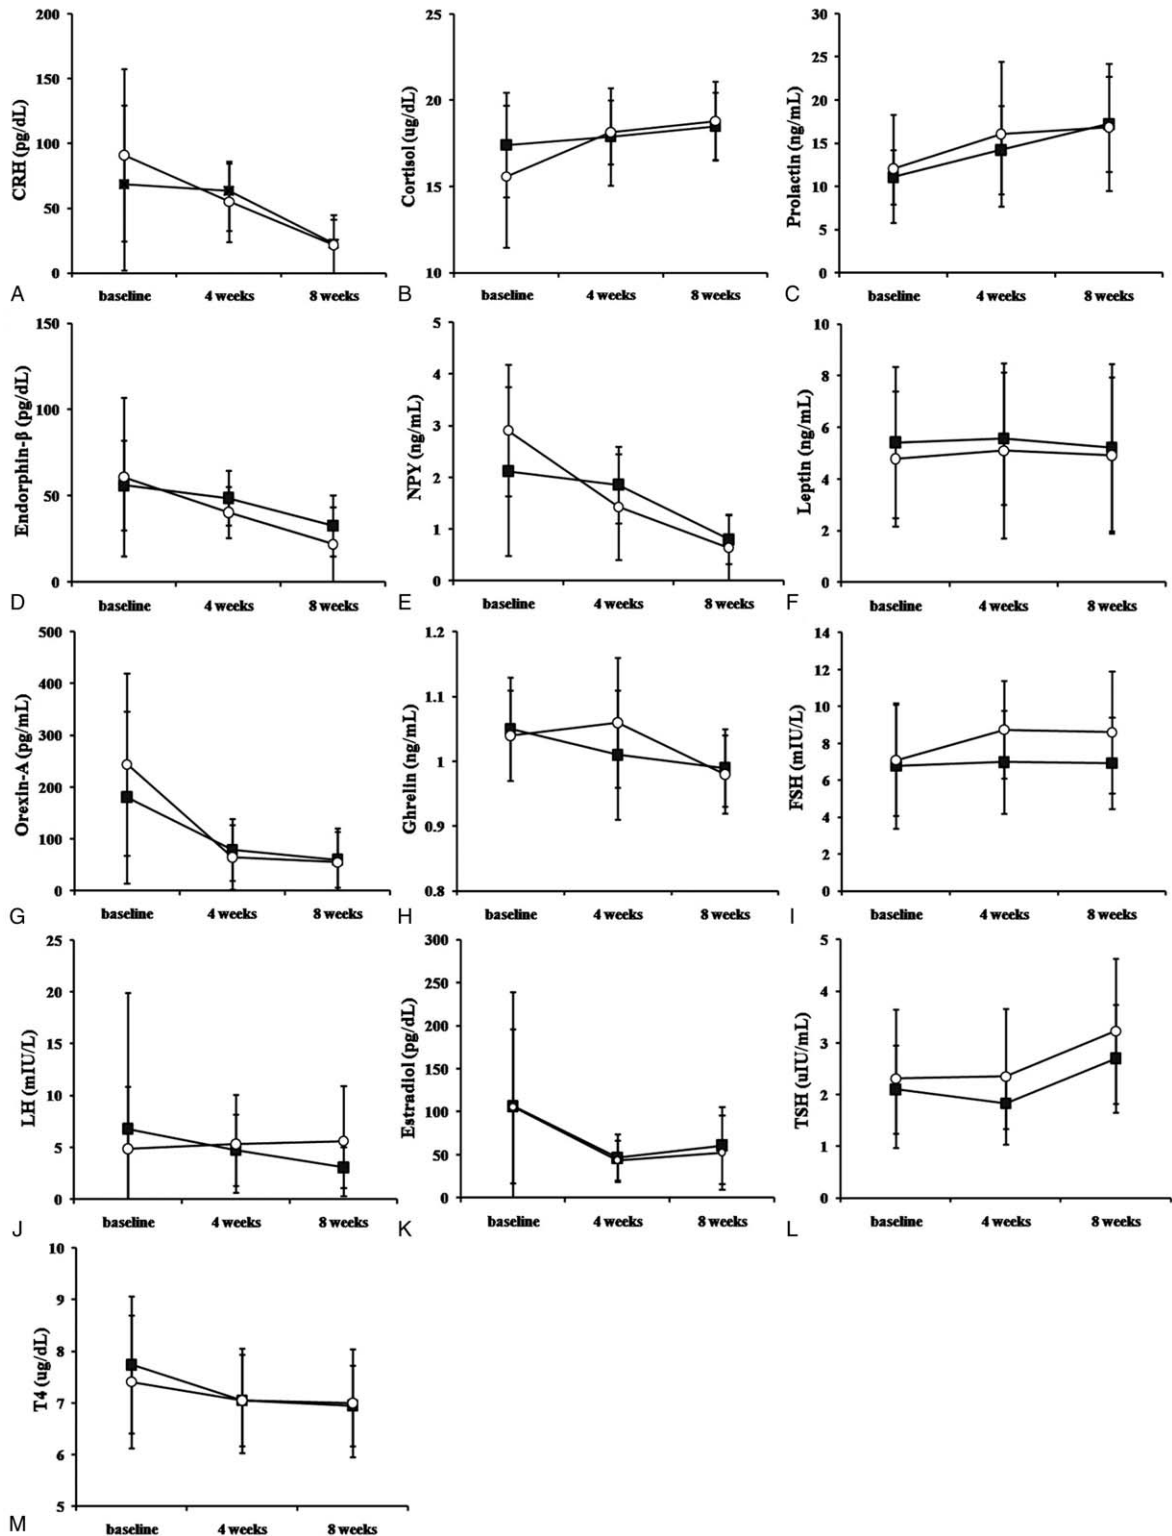 200
150
100
50
0
CRH (pg/dL)
baseline 4 weeks 8 weeks
A
25
20
15
10
Cortisol (ug/dL)
baseline 4 weeks 8 weeks
B
30
25
20
15
10
5
0
Prolactin (ng/mL)
baseline 4 weeks 8 weeks
C
150
100
50
0
Endorphin-β (pg/dL)
baseline 4 weeks 8 weeks
D
5
4
3
2
1
0
NPY (ng/mL)
baseline 4 weeks 8 weeks
E
10
8
6
4
2
0
Leptin (ng/mL)
baseline 4 weeks 8 weeks
F
500
400
300
200
100
0
Orexin-A (pg/mL)
baseline 4 weeks 8 weeks
G
1.2
1.1
1
0.9
0.8
Ghrelin (ng/mL)
baseline 4 weeks 8 weeks
H
14
12
10
8
6
4
2
0
FSH (mIU/L)
baseline 4 weeks 8 weeks
I
25
20
15
10
5
0
LH (mIU/L)
baseline 4 weeks 8 weeks
J
300
250
200
150
100
50
0
Estradiol (pg/dL)
baseline 4 weeks 8 weeks
K
5
4
3
2
1
0
TSH (uIU/mL)
baseline 4 weeks 8 weeks
L
10
9
8
7
6
5
T4 (ug/dL)
baseline 4 weeks 8 weeks
M